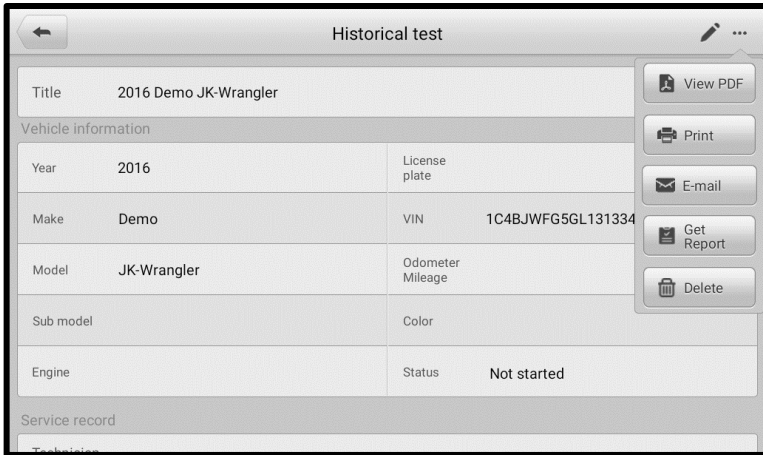 Historical test
...
View PDF
Print
E-mail
Get
Report
Delete
Title 2016 Demo JK-Wrangler
Vehicle information
Year 2016 License
plate
Make Demo VIN 1C4BJWFG5GL131334
Model JK-Wrangler Odometer
Mileage
Sub model Color
Engine Status Not started
Service record
Technician